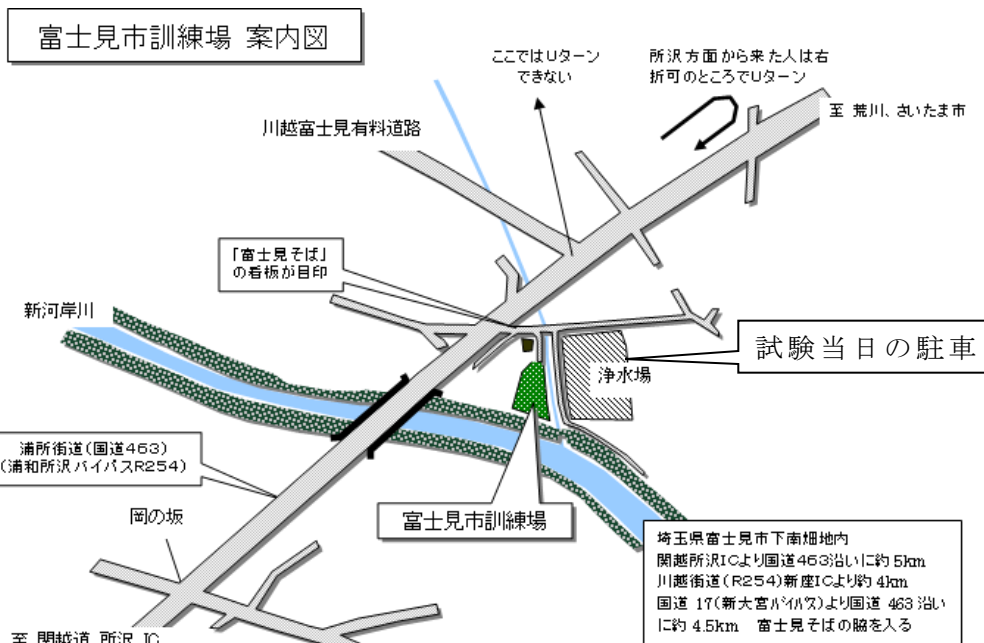 富士見市訓練場 案内図
ここではUターン
できない
所沢方面から来た人は右
折可のところでUターン
至 荒川、さいたま市
川越富士見有料道路
「富士見そば」
の看板が目印
新河岸川
試験当日の駐車
浄水場
浦所街道(国道463)
(浦和所沢バイパスR254)
富士見市訓練場
岡の坂
埼玉県富士見市下南畑地内
関越所沢ICより国道463沿いに約5km
川越街道(R254)新座ICより約4km
国道 17(新大宮バイパス)より国道 463 沿い
に約 4.5km 富士見そばの脇を入る
至 関越道 所沢 IC